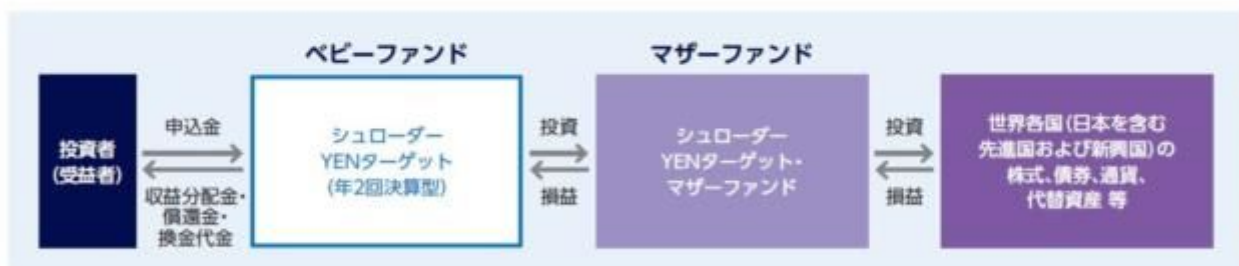 ベビーファンド
マザーファンド
投資者
(受益者)
申込金
収益分配金・
償還金・
換金代金
シュローダー
YENターゲット
(年2回決算型)
投資
損益
シュローダー
YENターゲット・
マザーファンド
投資
損益
世界各国(日本を含む
先進国および新興国)の
株式、債券、通貨、
代替資産 等